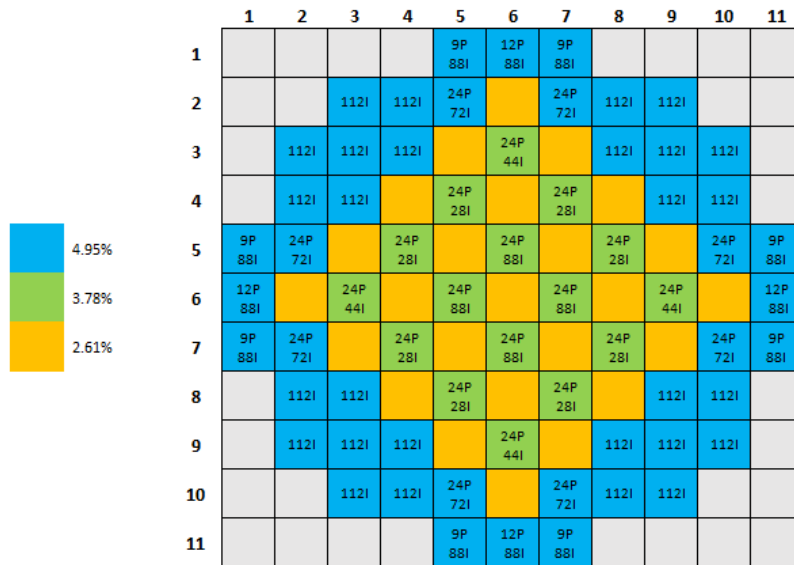 1 2 3 4 5 6 7 8 9 10 11
1 9P 12P 9P
88I 88I 88I
2 112I 112I 24P 24P 112I 112I
72I 72I
3 112I 112I 112I 24P 112I 112I 112I
44I
4 112I 112I 24P 24P 112I 112I
28I 28I
4.95%
5 9P 24P 24P 24P 24P 24P 9P
88I 72I 28I 88I 28I 72I 88I
3.78%
6 12P 24P 24P 24P 24P 12P
88I 44I 88I 88I 44I 88I
2.61%
7 9P 24P 24P 24P 24P 24P 9P
88I 72I 28I 88I 28I 72I 88I
8 112I 112I 24P 24P 112I 112I
28I 28I
9 112I 112I 112I 24P 112I 112I 112I
44I
10 112I 112I 24P 24P 112I 112I
72I 72I
11 9P 12P 9P
88I 88I 88I